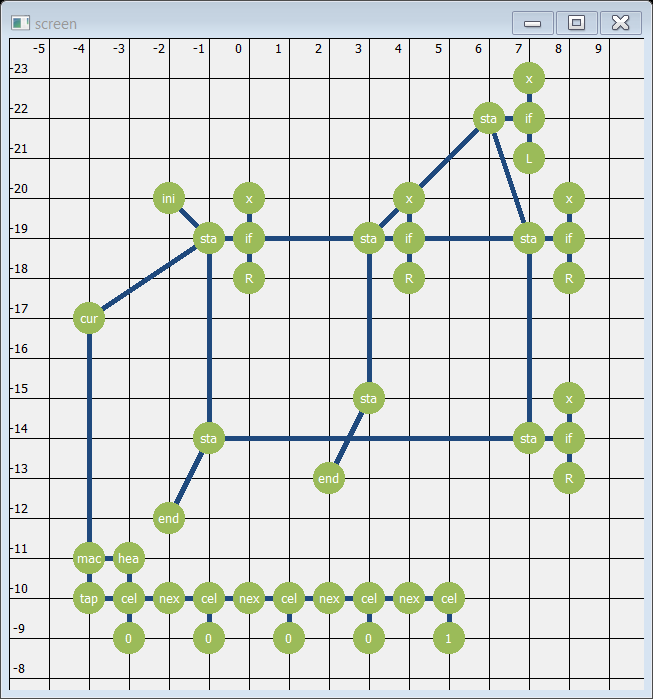 screen
-5 -4 -3 -2 -1 0 1 2 3 4 5 6 7 8 9
-23 x
-22 sta if
-21 L
-20 ini x x x
-19 sta if sta if sta if
-18 R R R
-17 cur
-16
-15 sta x
-14 sta sta if
-13 end R
-12 end
-11 mac hea
-10 tap cel nex cel nex cel nex cel nex cel
-9 0 0 0 0 1
-8